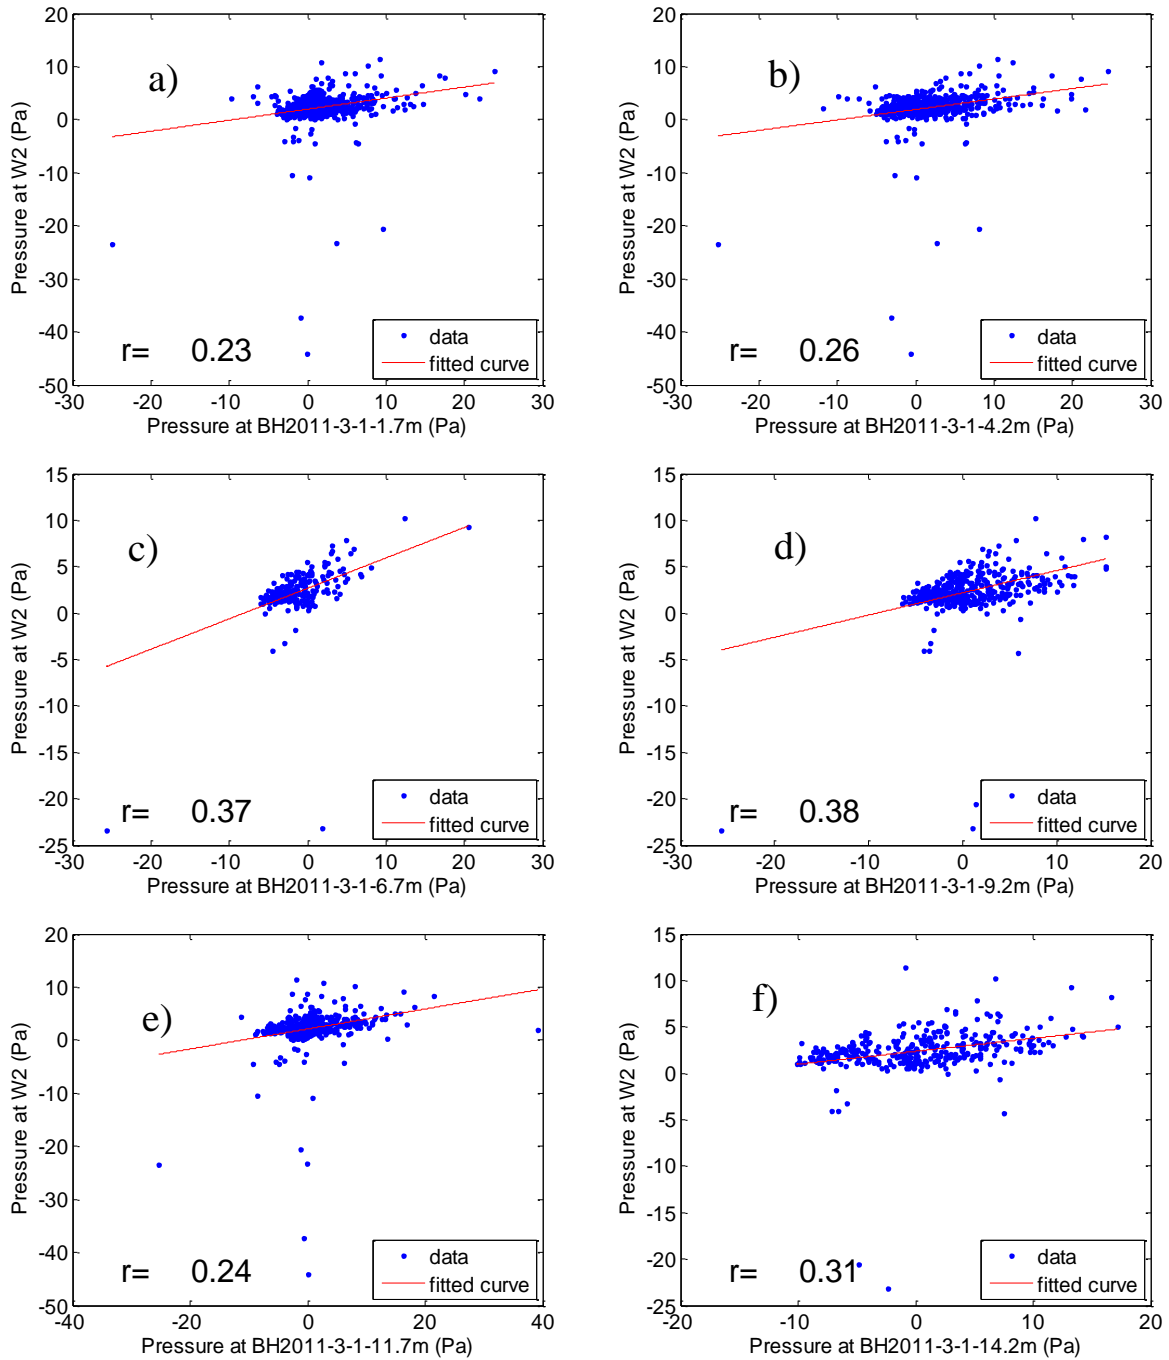 20
10
0
-10
-20
-30
-40
-50
-30 -20 -10 0 10 20 30
Pressure at W2 (Pa)
Pressure at BH2011-3-1-1.7m (Pa)
a)
r= 0.23
data
fitted curve
20
10
0
-10
-20
-30
-40
-50
-30 -20 -10 0 10 20 30
Pressure at W2 (Pa)
Pressure at BH2011-3-1-4.2m (Pa)
b)
r= 0.26
data
fitted curve
15
10
5
0
-5
-10
-15
-20
-25
-30 -20 -10 0 10 20 30
Pressure at W2 (Pa)
Pressure at BH2011-3-1-6.7m (Pa)
c)
r= 0.37
data
fitted curve
15
10
5
0
-5
-10
-15
-20
-25
-30 -20 -10 0 10 20
Pressure at W2 (Pa)
Pressure at BH2011-3-1-9.2m (Pa)
d)
r= 0.38
data
fitted curve
20
10
0
-10
-20
-30
-40
-50
-40 -20 0 20 40
Pressure at W2 (Pa)
Pressure at BH2011-3-1-11.7m (Pa)
e)
r= 0.24
data
fitted curve
15
10
5
0
-5
-10
-15
-20
-25
-20 -10 0 10 20
Pressure at W2 (Pa)
Pressure at BH2011-3-1-14.2m (Pa)
f)
r= 0.31
data
fitted curve